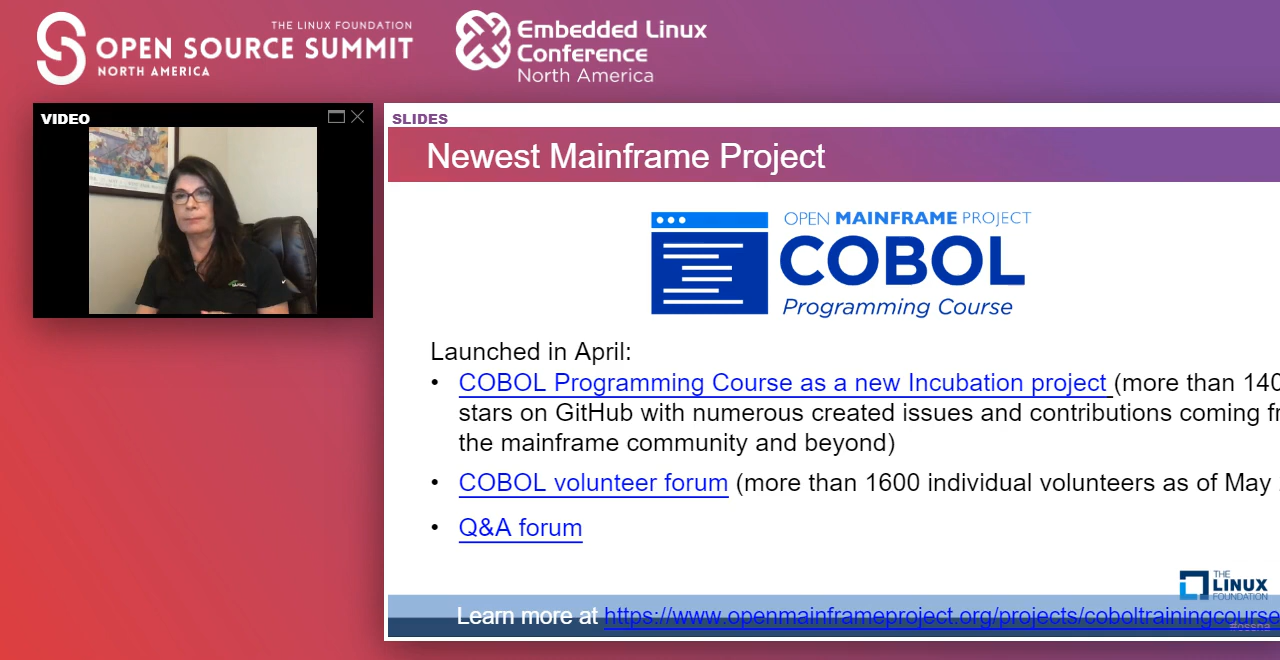 THE LINUX FOUNDATION
OPEN SOURCE SUMMIT
NORTH AMERICA
Embedded Linux
Conference
North America
VIDEO
SLIDES
Newest Mainframe Project
OPEN MAINFRAME PROJECT
COBOL
Programming Course
Launched in April:
• COBOL Programming Course as a new Incubation project (more than 140
stars on GitHub with numerous created issues and contributions coming fr
the mainframe community and beyond)
• COBOL volunteer forum (more than 1600 individual volunteers as of May
• Q&A forum
THE
LINUX
FOUNDATION
Learn more at https://www.openmainframeproject.org/projects/coboltrainingcourse
#ossna